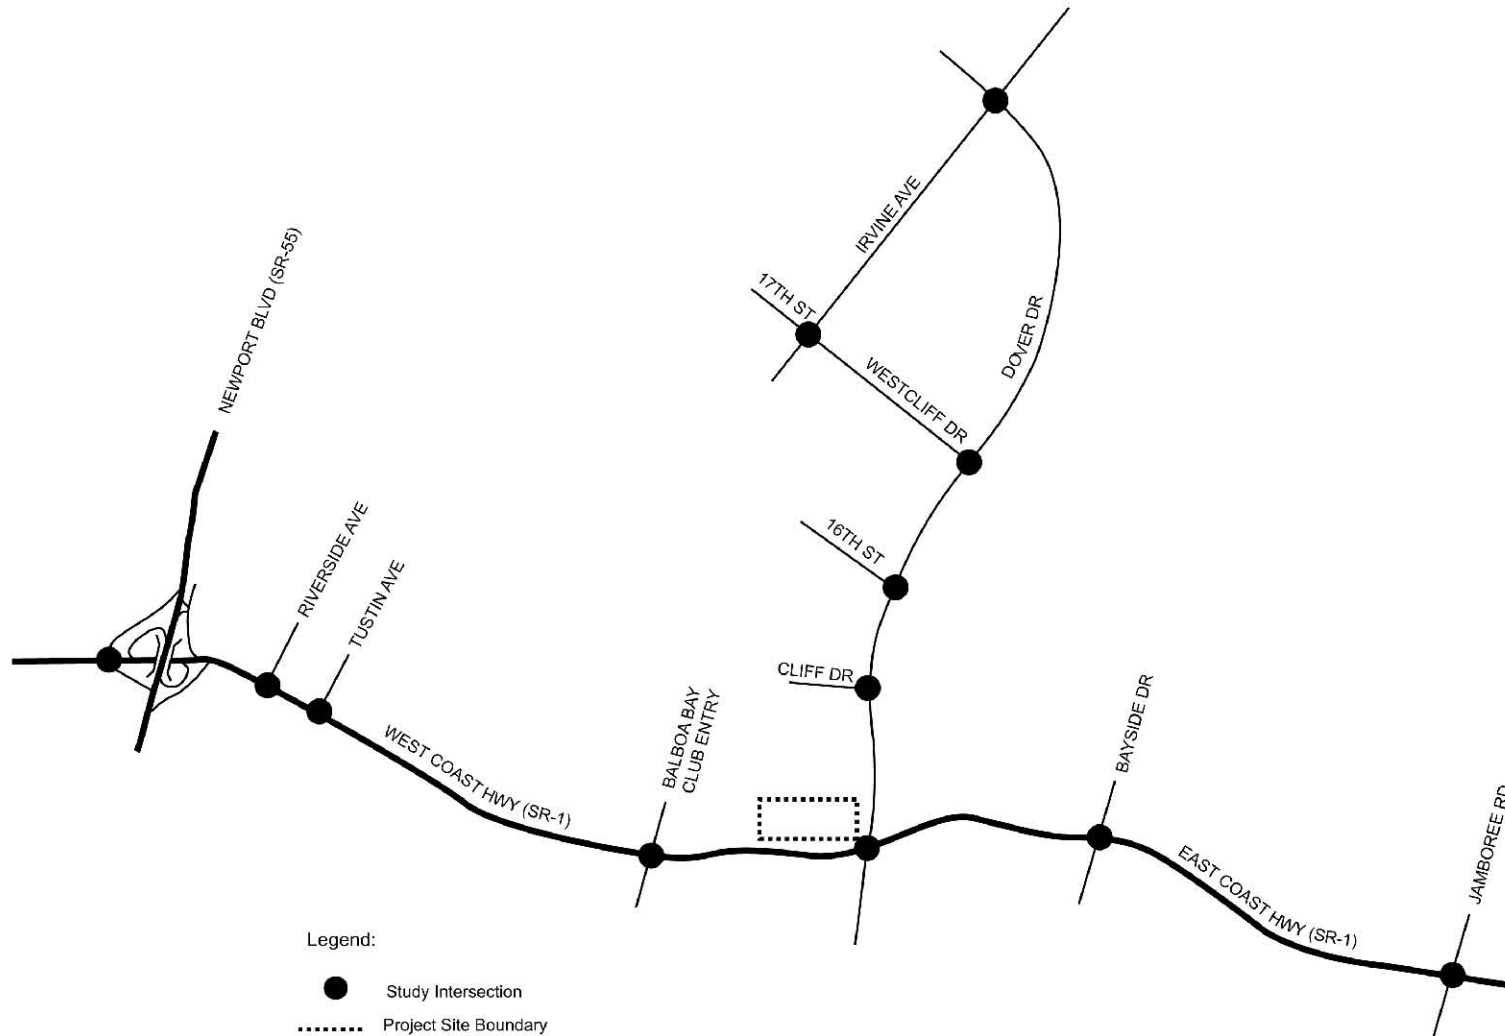 IRVINE AVE
17TH ST
DOVER DR
WESTCLIFF DR
NEWPORT BLVD (SR-55)
16TH ST
RIVERSIDE AVE
TUSTIN AVE
CLIFF DR
BALBOA BAY
CLUB ENTRY
BAYSIDE DR
WEST COAST HWY (SR-1)
EAST COAST HWY (SR-1)
JAMBOREE RD
Legend:
Study Intersection
Project Site Boundary